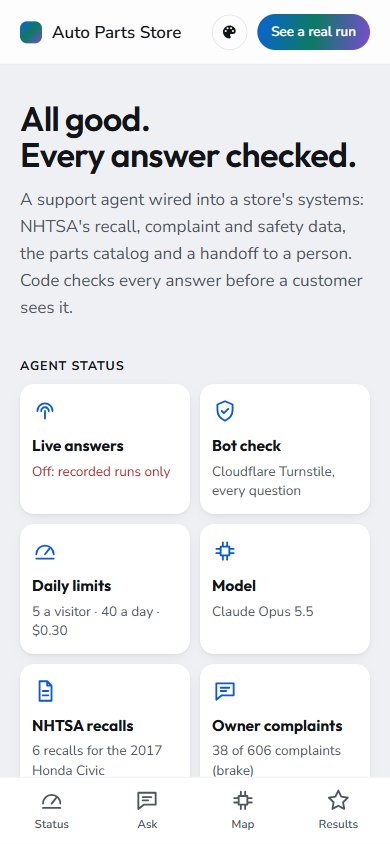 Auto Parts Store
See a real run
All good.
Every answer checked.
A support agent wired into a store's systems:
NHTSA's recall, complaint and safety data,
the parts catalog and a handoff to a person.
Code checks every answer before a customer
sees it.
AGENT STATUS
Live answers
Off: recorded runs only
Bot check
Cloudflare Turnstile,
every question
Daily limits
5 a visitor · 40 a day ·
$0.30
Model
Claude Opus 5.5
NHTSA recalls
6 recalls for the 2017
Honda Civic
Owner complaints
38 of 606 complaints
(brake)
Status
Ask
Map
Results